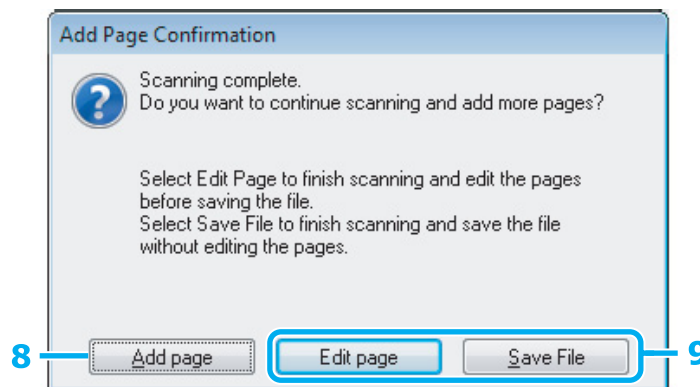 Add Page Confirmation
Scanning complete.
Do you want to continue scanning and add more pages?
Select Edit Page to finish scanning and edit the pages
before saving the file.
Select Save File to finish scanning and save the file
without editing the pages.
8 Add page Edit page Save File 9